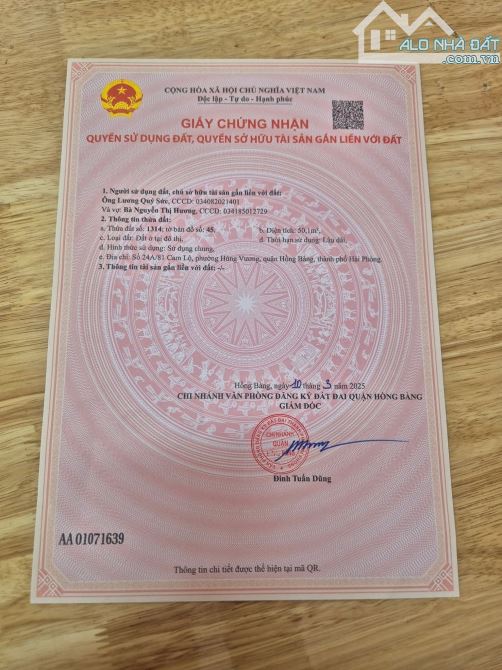 ALO NHÀ ĐẤT
.com.vn
CỘNG HÒA XÃ HỘI CHỦ NGHĨA VIỆT NAM
Độc lập - Tự do - Hạnh phúc
GIẤY CHỨNG NHẬN
QUYỀN SỬ DỤNG ĐẤT, QUYỀN SỞ HỮU TÀI SẢN GẮN LIỀN VỚI ĐẤT
1. Người sử dụng đất, chủ sở hữu tài sản gắn liền với đất:
Ông Lương Quý Sức, CCCD: 034082021401
Và vợ: Bà Nguyễn Thị Hương, CCCD: 034185012729
2. Thông tin thửa đất:
a. Thửa đất số: 1314; tờ bản đồ số: 45, b. Diện tích: 50,1m²,
c. Loại đất: Đất ở tại đô thị, d. Thời hạn sử dụng: Lâu dài,
đ. Hình thức sử dụng: Sử dụng chung,
e. Địa chỉ: Số 24A/81 Cam Lộ, phường Hùng Vương, quận Hồng Bàng, thành phố Hải Phòng.
3. Thông tin tài sản gắn liền với đất: -/-
Hồng Bàng, ngày 10 tháng 3 năm 2025
CHI NHÁNH VĂN PHÒNG ĐĂNG KÝ ĐẤT ĐAI QUẬN HỒNG BÀNG
GIÁM ĐỐC
CHI NHÁNH
QUẬN
Đinh Tuấn Dũng
AA 01071639
Thông tin chi tiết được thể hiện tại mã QR.